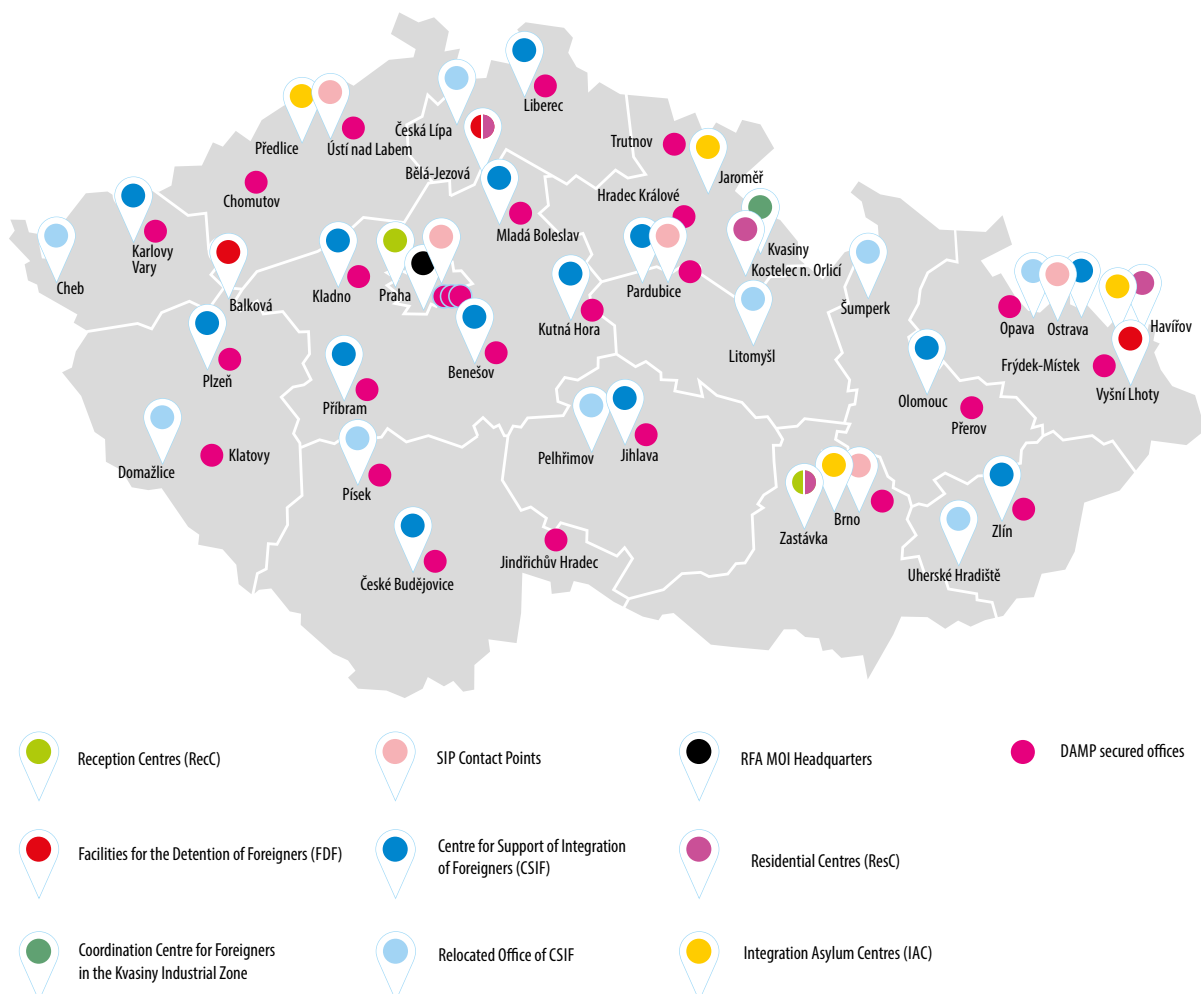 Liberec
Česká Lípa
Předlice
Ústí nad Labem
Trutnov
Jaroměř
Bělá-Jezová
Chomutov
Hradec Králové
Mladá Boleslav
Karlovy
Vary
Kvasiny
Kostelec n. Orlicí
Cheb
Balková
Kladno
Praha
Pardubice
Šumperk
Kutná Hora
Opava
Ostrava
Havířov
Litomyšl
Plzeň
Benešov
Příbram
Frýdek-Místek
Vyšní Lhoty
Olomouc
Přerov
Domažlice
Klatovy
Písek
Pelhřimov
Jihlava
Zastávka
Brno
Zlín
Jindřichův Hradec
České Budějovice
Uherské Hradiště
Reception Centres (RecC)
SIP Contact Points
RFA MOI Headquarters
DAMP secured offices
Facilities for the Detention of Foreigners (FDF)
Centre for Support of Integration
of Foreigners (CSIF)
Residential Centres (ResC)
Coordination Centre for Foreigners
in the Kvasiny Industrial Zone
Relocated Office of CSIF
Integration Asylum Centres (IAC)